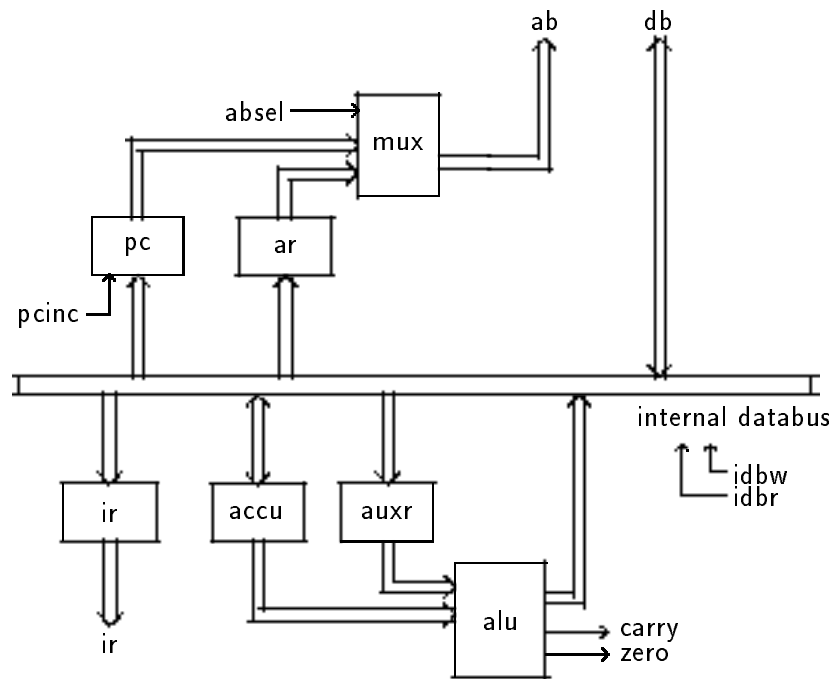 ab
db
absel
mux
pc
ar
pcinc
internal databus
idbw
idbr
ir
accu
auxr
alu
carry
zero
ir